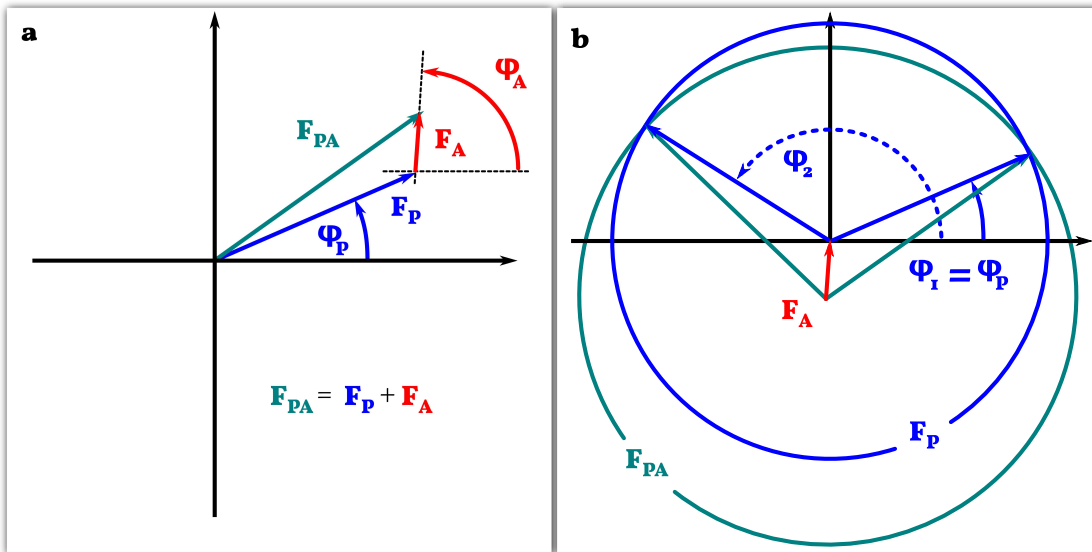 a
φA
FPA
FA
FP
φP
FPA = FP + FA
b
φ2
φ1 = φP
FA
FP
FPA